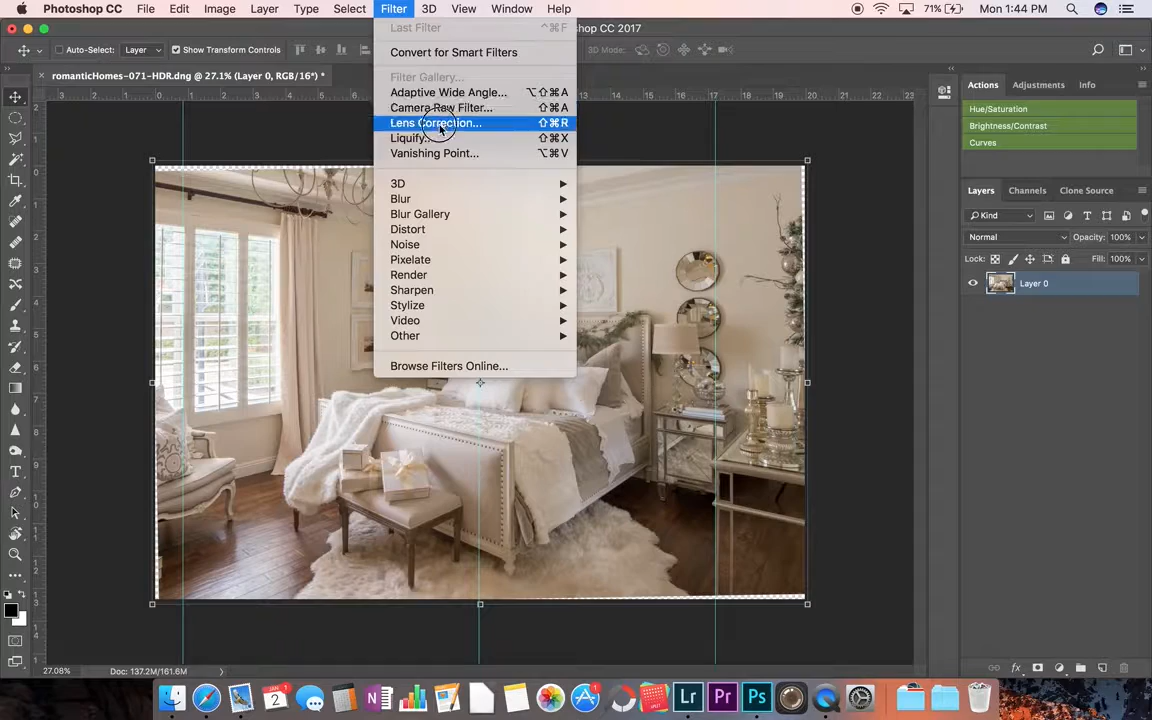 Photoshop CC File Edit Image Layer Type Select Filter 3D View Window Help 71% Mon 1:44 PM
Last Filter ^⌘F
shop CC 2017
Auto-Select: Layer Show Transform Controls 3D Mode:
Convert for Smart Filters
romanticHomes-071-HDR.dng @ 27.1% (Layer 0, RGB/16*) *
Filter Gallery...
Adaptive Wide Angle... ⌥⇧⌘A
Camera Raw Filter... ⇧⌘A
Lens Correction... ⇧⌘R
Liquify... ⇧⌘X
Vanishing Point... ⌥⌘V
3D
Blur
Blur Gallery
Distort
Noise
Pixelate
Render
Sharpen
Stylize
Video
Other
Browse Filters Online...
Actions Adjustments Info
Hue/Saturation
Brightness/Contrast
Curves
Layers Channels Clone Source
Kind
Normal Opacity: 100%
Lock: Fill: 100%
Layer 0
27.08% Doc: 137.2M/161.6M
Lr Pr Ps